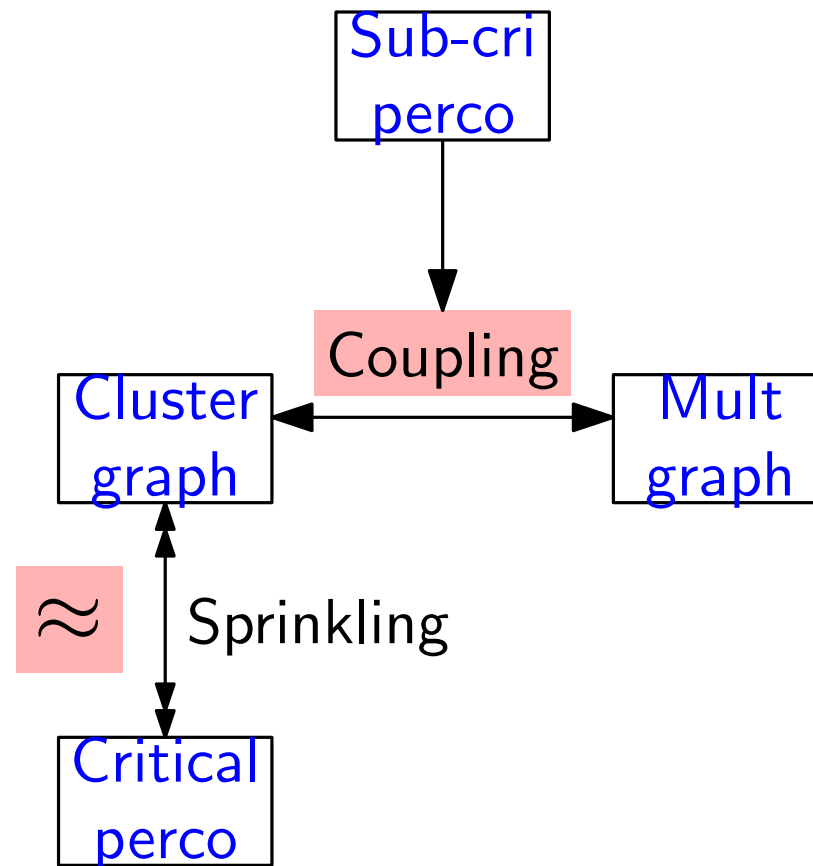 Sub-cri
perco
Coupling
Cluster
graph
Mult
graph
≈
Sprinkling
Critical
perco